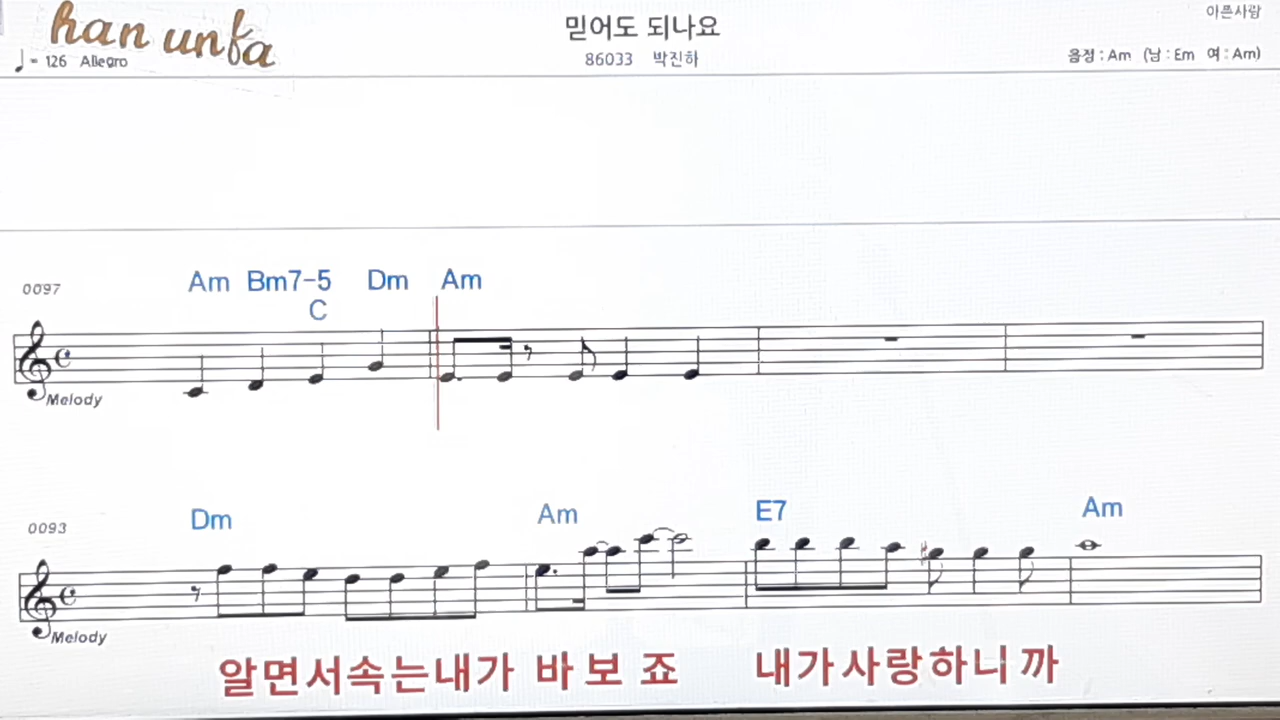 han unfa
믿어도 되나요
이쁜사람
= 126 Allegro
86033 박진하
음정 : Am (남 : Em 여 : Am)
Am Bm7-5 Dm Am
0097
C
Melody
Dm Am E7 Am
0093
Melody
알면서속는내가 바보죠 내가사랑하니까